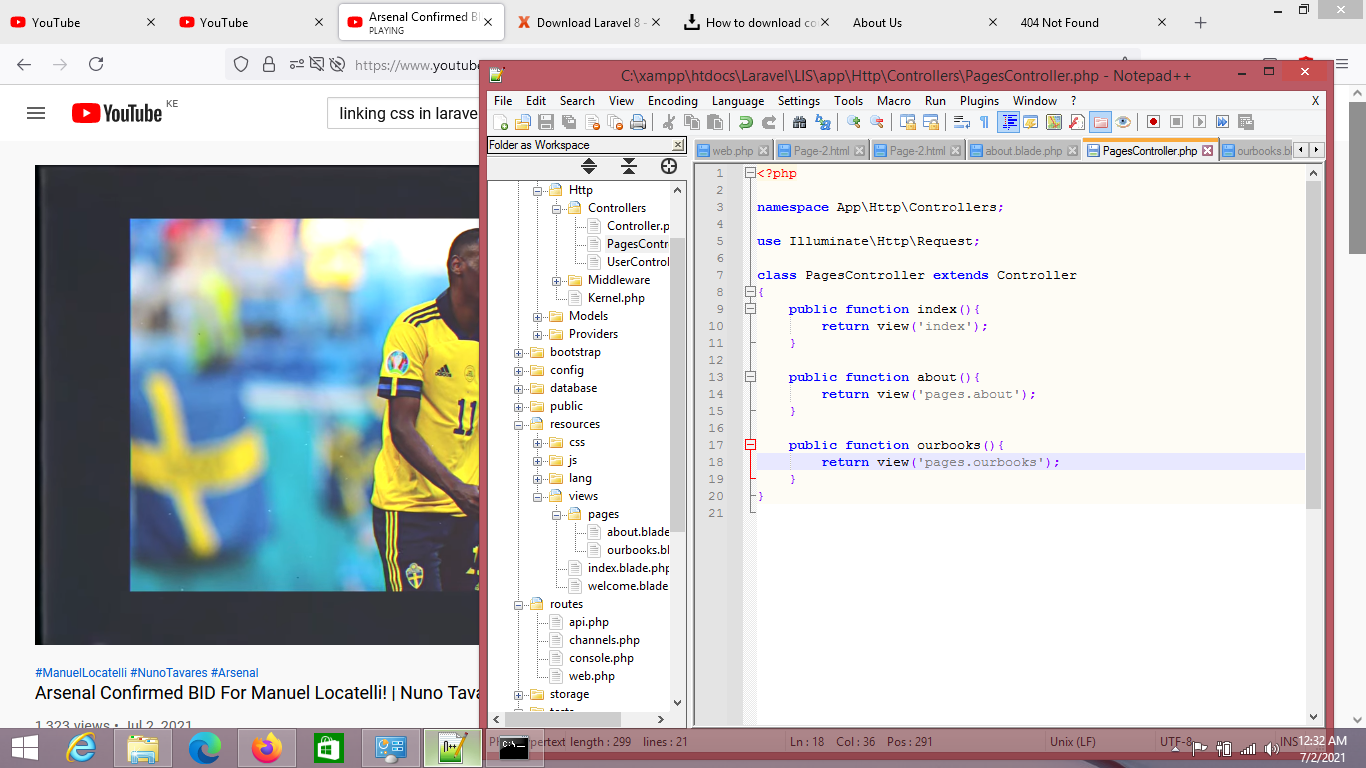 YouTube
YouTube
Arsenal Confirmed BI
PLAYING
Download Laravel 8 -
How to download co
About Us
404 Not Found
https://www.youtube
C:\xampp\htdocs\Laravel\LIS\app\Http\Controllers\PagesController.php - Notepad++
File Edit Search View Encoding Language Settings Tools Macro Run Plugins Window ? X
YouTube KE
linking css in larave
Folder as Workspace
web.php
Page-2.html
Page-2.html
about.blade.php
PagesController.php
ourbooks.bl
Http
Controllers
Controller.p
PagesContr
UserControl
Middleware
Kernel.php
Models
Providers
bootstrap
config
database
public
resources
css
js
lang
views
pages
about.blade
ourbooks.bl
index.blade.php
welcome.blade
routes
api.php
channels.php
console.php
web.php
storage
tests
1 <?php
2
3 namespace App\Http\Controllers;
4
5 use Illuminate\Http\Request;
6
7 class PagesController extends Controller
8 {
9 public function index(){
10 return view('index');
11 }
12
13 public function about(){
14 return view('pages.about');
15 }
16
17 public function ourbooks(){
18 return view('pages.ourbooks');
19 }
20 }
21
11
#ManuelLocatelli #NunoTavares #Arsenal
Arsenal Confirmed BID For Manuel Locatelli! | Nuno Tava
1,323 views • Jul 2, 2021
length : 299 lines : 21
Ln : 18 Col : 36 Pos : 291
Unix (LF)
UTF-8
INS
12:32 AM
7/2/2021